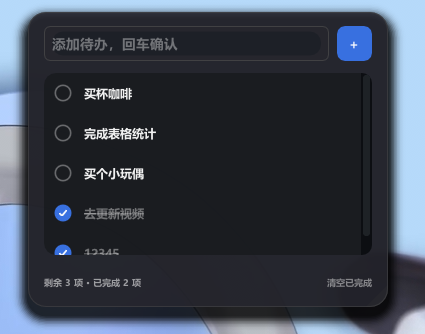 添加待办，回车确认
+
买杯咖啡
完成表格统计
买个小玩偶
去更新视频
12345
剩余 3 项 · 已完成 2 项
清空已完成